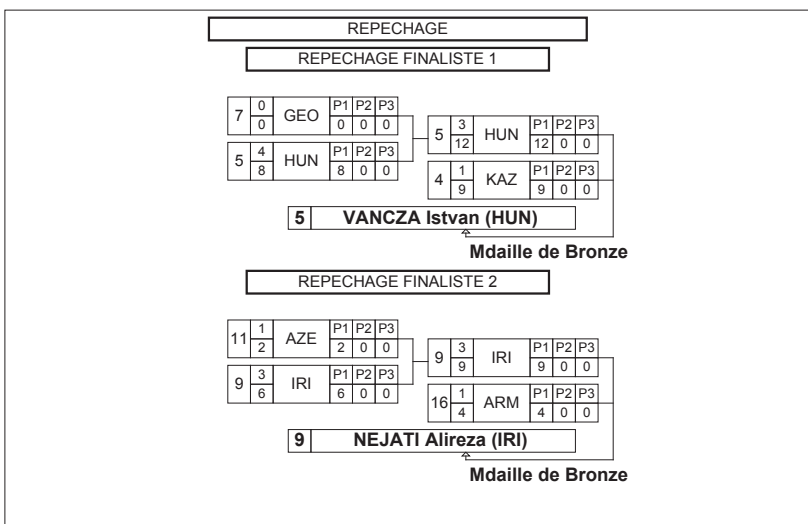 REPECHAGE
REPECHAGE FINALISTE 1
7 0 0 GEO P1 P2 P3 0 0 0
5 4 8 HUN P1 P2 P3 8 0 0
5 3 12 HUN P1 P2 P3 12 0 0
4 1 9 KAZ P1 P2 P3 9 0 0
5 VANCZA Istvan (HUN)
Mdaille de Bronze
REPECHAGE FINALISTE 2
11 1 2 AZE P1 P2 P3 2 0 0
9 3 6 IRI P1 P2 P3 6 0 0
9 3 9 IRI P1 P2 P3 9 0 0
16 1 4 ARM P1 P2 P3 4 0 0
9 NEJATI Alireza (IRI)
Mdaille de Bronze